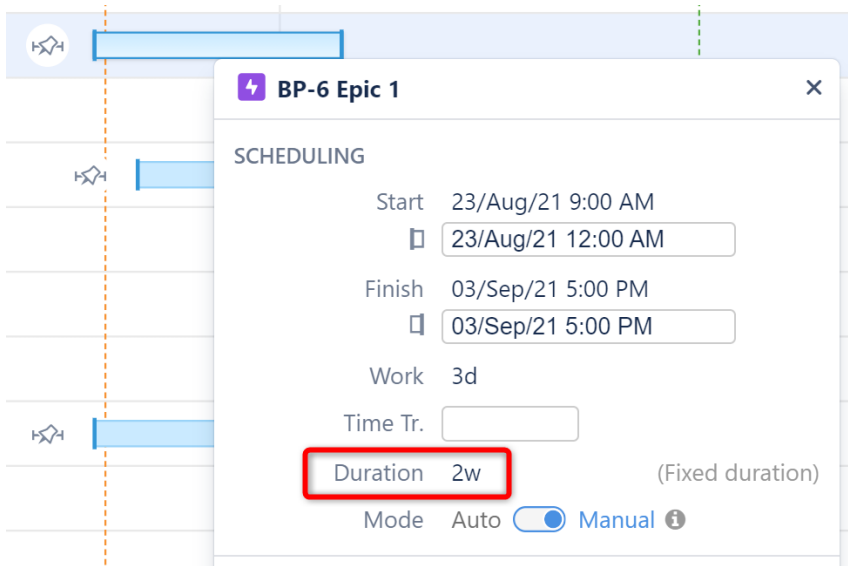 BP-6 Epic 1
SCHEDULING
Start 23/Aug/21 9:00 AM
23/Aug/21 12:00 AM
Finish 03/Sep/21 5:00 PM
03/Sep/21 5:00 PM
Work 3d
Time Tr.
Duration 2w (Fixed duration)
Mode Auto Manual